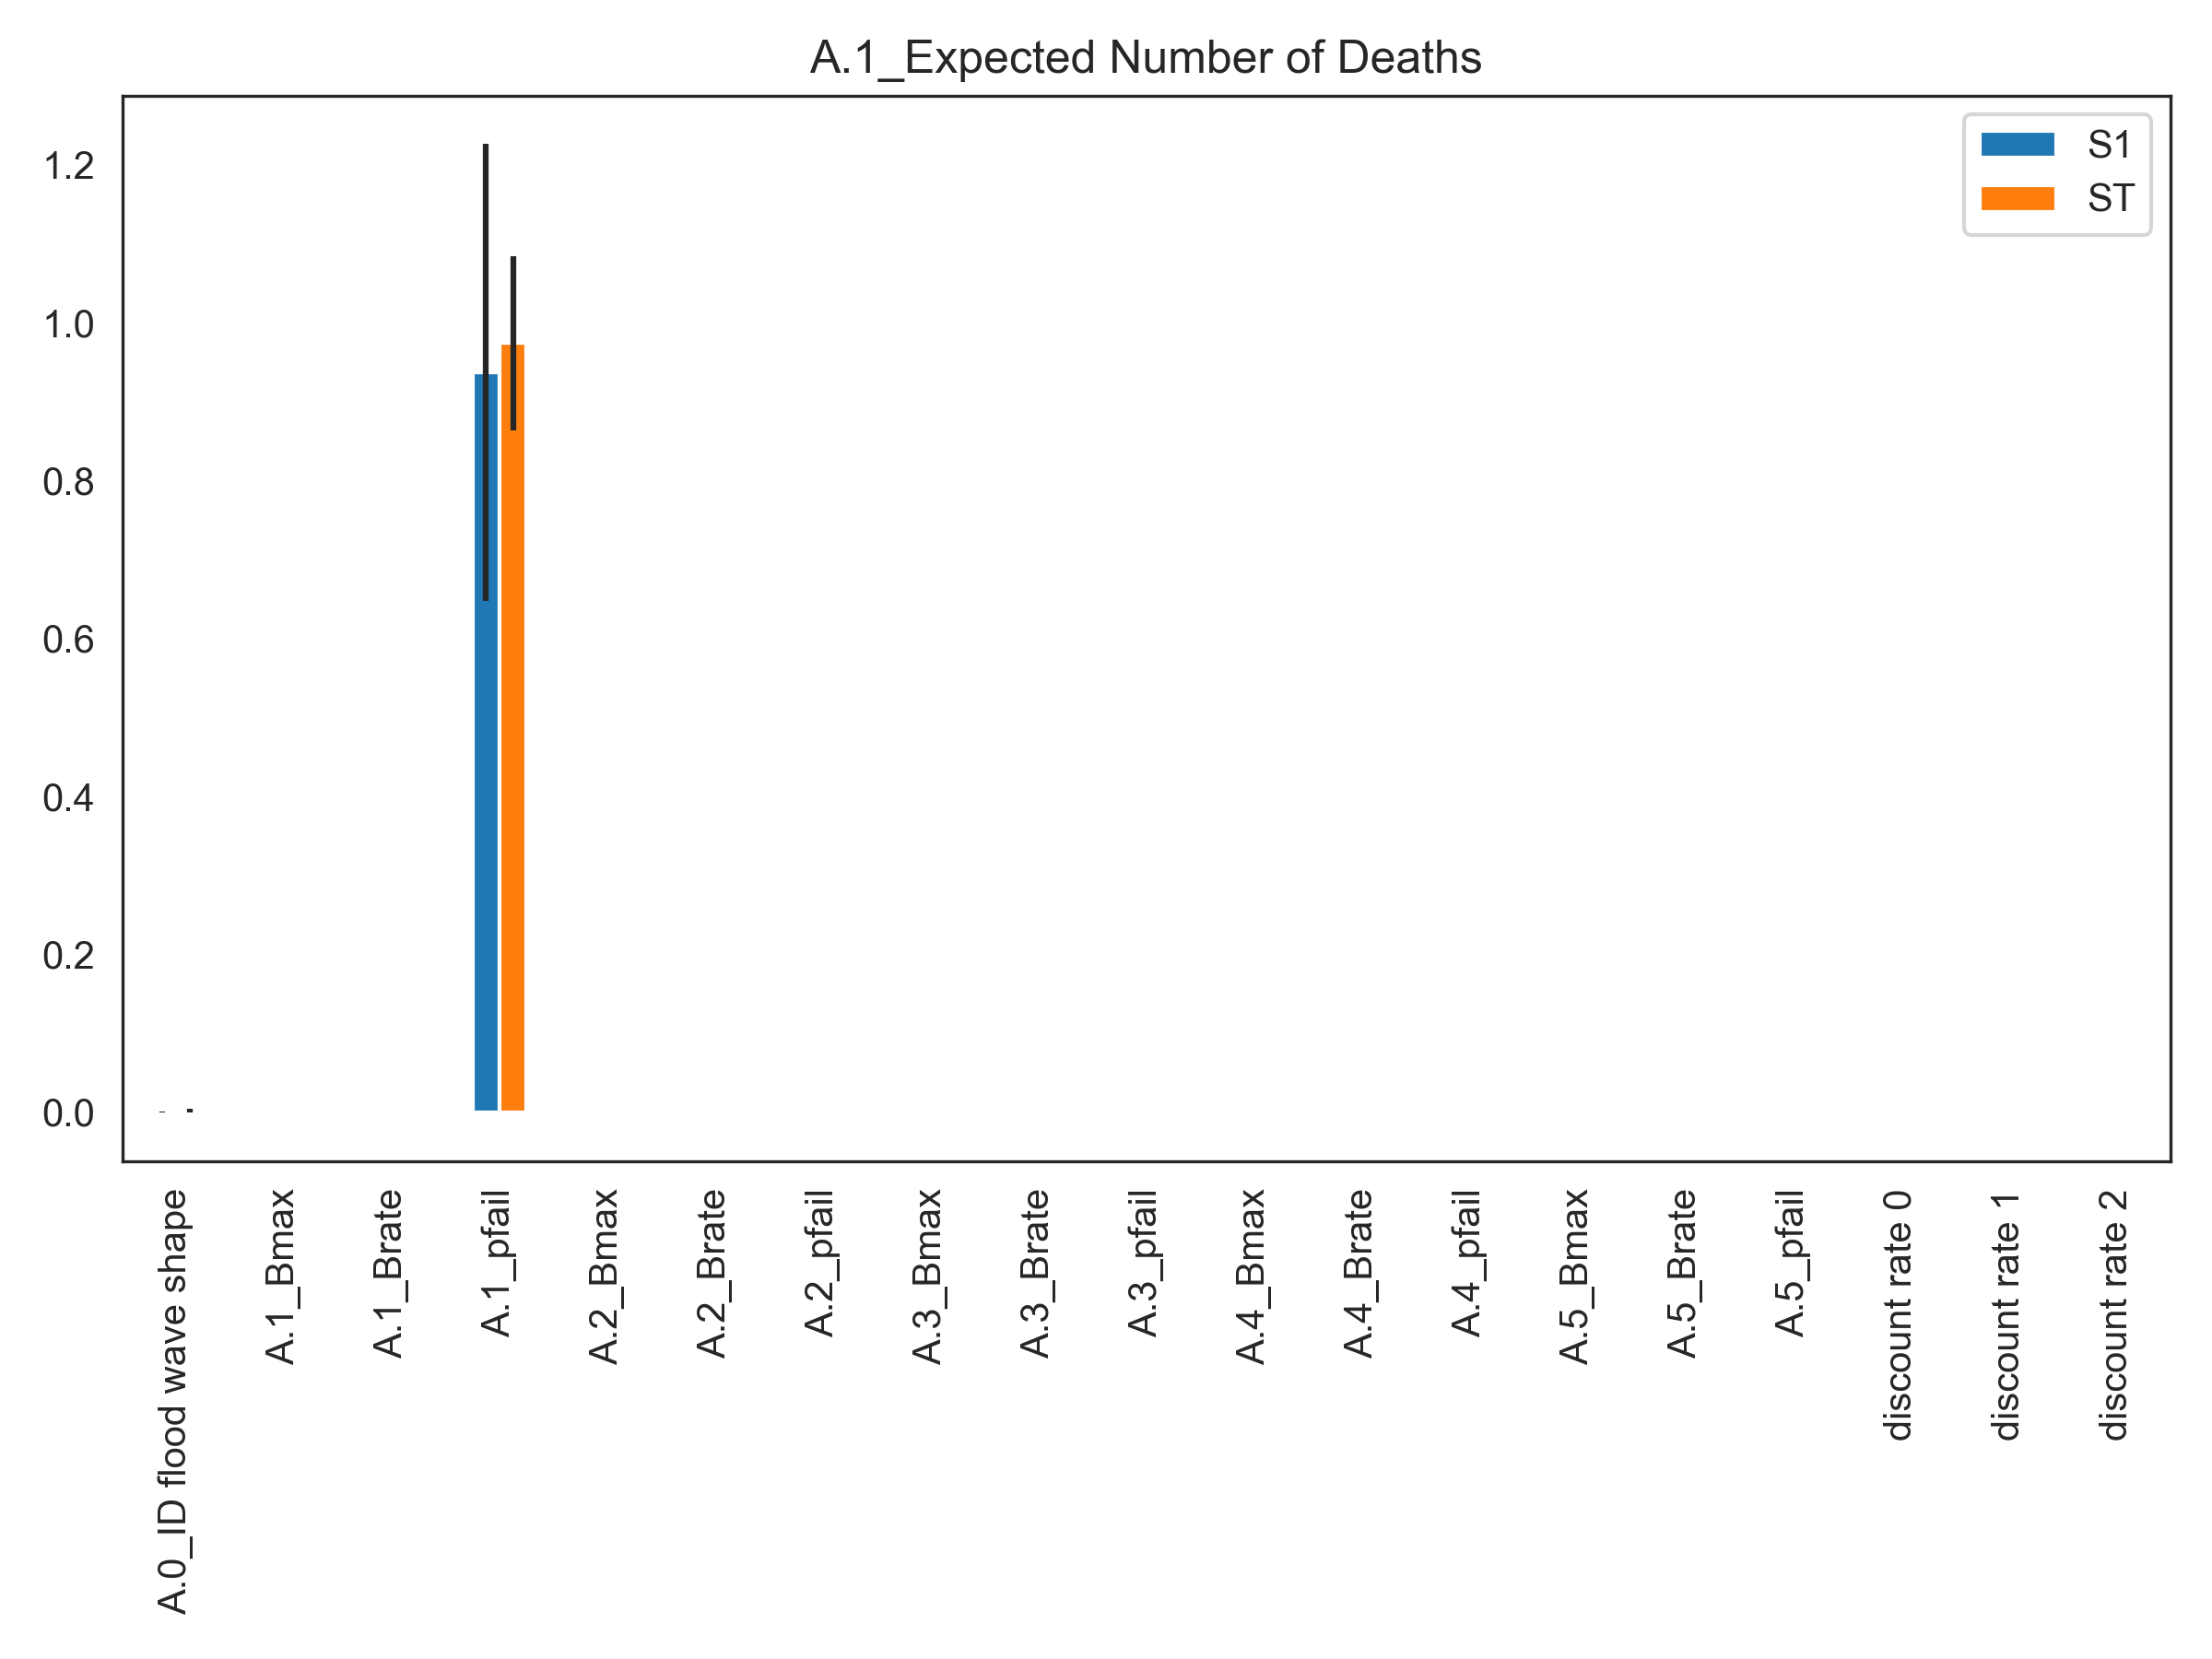 A.1_Expected Number of Deaths
S1
ST
1.2
1.0
0.8
0.6
0.4
0.2
0.0
A.0_ID flood wave shape
A.1_Bmax
A.1_Brate
A.1_pfail
A.2_Bmax
A.2_Brate
A.2_pfail
A.3_Bmax
A.3_Brate
A.3_pfail
A.4_Bmax
A.4_Brate
A.4_pfail
A.5_Bmax
A.5_Brate
A.5_pfail
discount rate 0
discount rate 1
discount rate 2